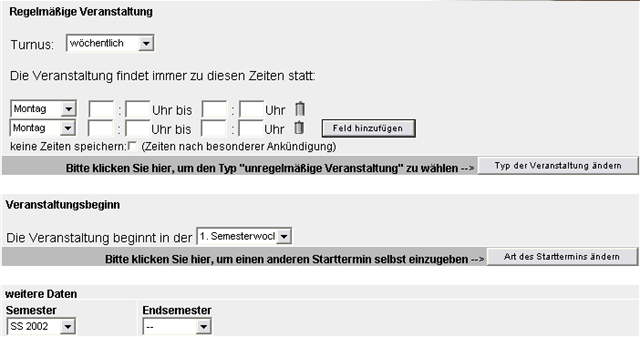 Regelmäßige Veranstaltung
Turnus: wöchentlich
Die Veranstaltung findet immer zu diesen Zeiten statt:
Montag : Uhr bis : Uhr
Montag : Uhr bis : Uhr Feld hinzufügen
keine Zeiten speichern: (Zeiten nach besonderer Ankündigung)
Bitte klicken Sie hier, um den Typ "unregelmäßige Veranstaltung" zu wählen --> Typ der Veranstaltung ändern
Veranstaltungsbeginn
Die Veranstaltung beginnt in der 1. Semesterwocl
Bitte klicken Sie hier, um einen anderen Starttermin selbst einzugeben --> Art des Starttermins ändern
weitere Daten
Semester Endsemester
SS 2002 --